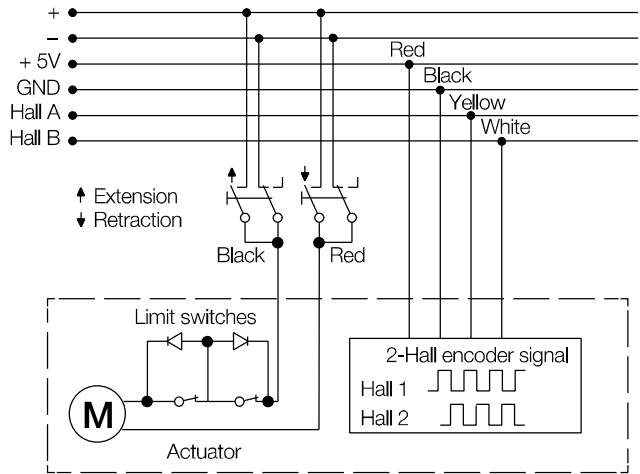 +
–
+ 5V
GND
Hall A
Hall B
Red
Black
Yellow
White
Extension
Retraction
Black
Red
Limit switches
M
Actuator
2-Hall encoder signal
Hall 1
Hall 2